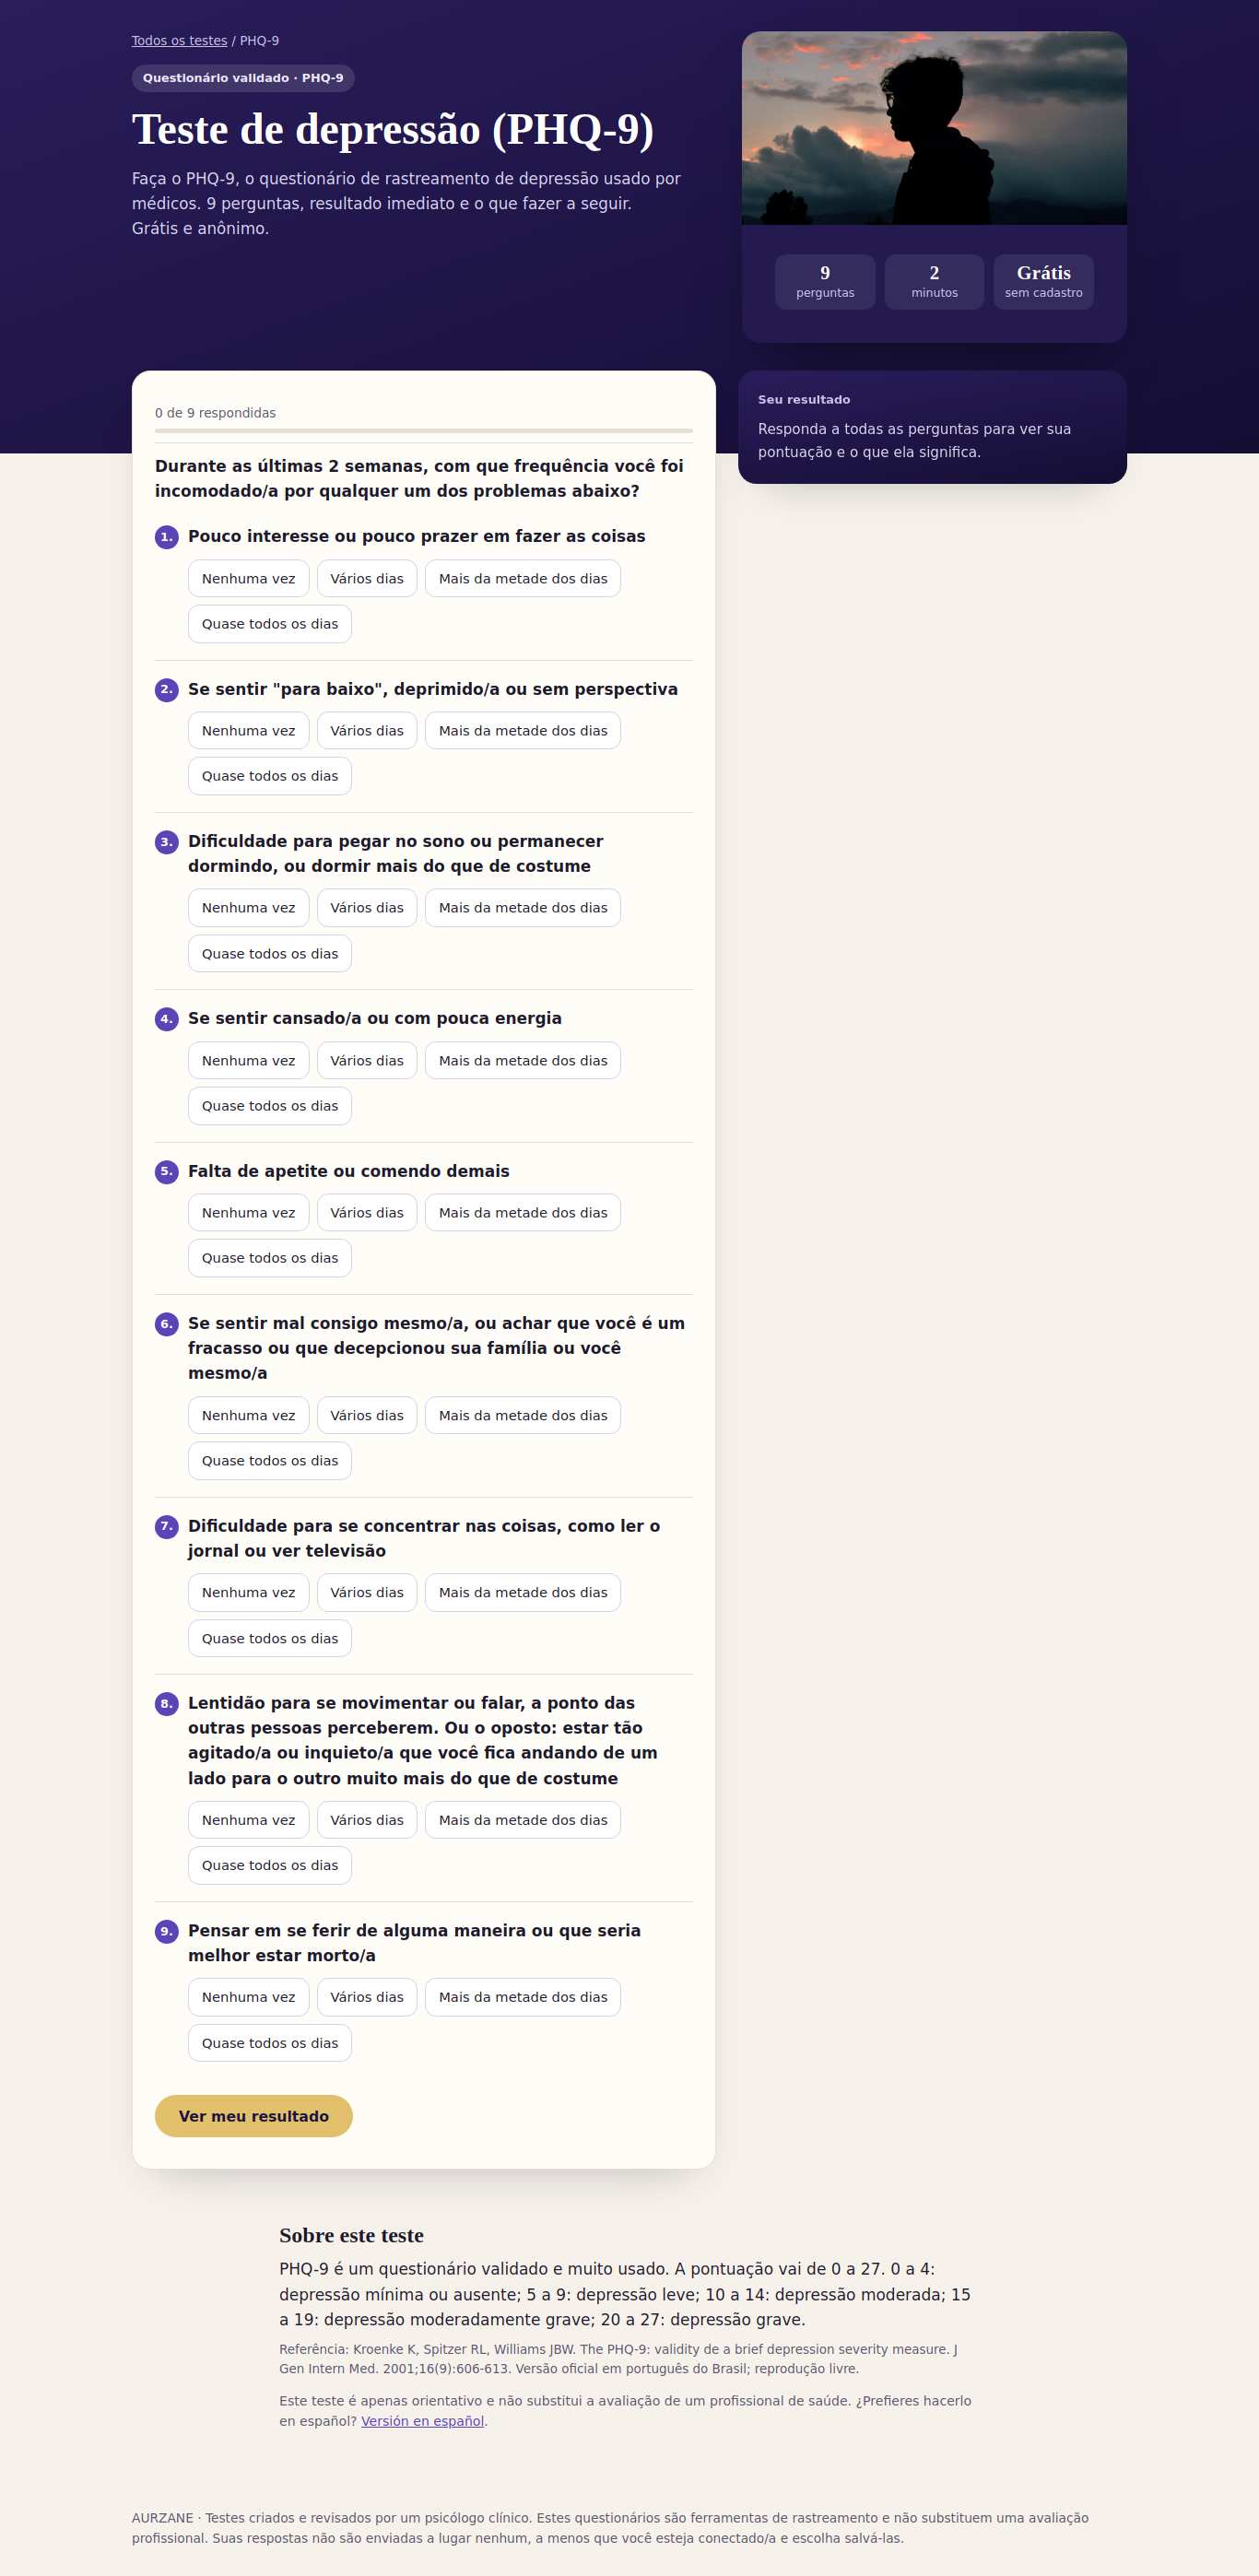 Todos os testes / PHQ-9
Questionário validado · PHQ-9
Teste de depressão (PHQ-9)
Faça o PHQ-9, o questionário de rastreamento de depressão usado por
médicos. 9 perguntas, resultado imediato e o que fazer a seguir.
Grátis e anônimo.
9
perguntas
2
minutos
Grátis
sem cadastro
0 de 9 respondidas
Durante as últimas 2 semanas, com que frequência você foi
incomodado/a por qualquer um dos problemas abaixo?
1. Pouco interesse ou pouco prazer em fazer as coisas
Nenhuma vez Vários dias Mais da metade dos dias
Quase todos os dias
2. Se sentir "para baixo", deprimido/a ou sem perspectiva
Nenhuma vez Vários dias Mais da metade dos dias
Quase todos os dias
3. Dificuldade para pegar no sono ou permanecer
dormindo, ou dormir mais do que de costume
Nenhuma vez Vários dias Mais da metade dos dias
Quase todos os dias
4. Se sentir cansado/a ou com pouca energia
Nenhuma vez Vários dias Mais da metade dos dias
Quase todos os dias
5. Falta de apetite ou comendo demais
Nenhuma vez Vários dias Mais da metade dos dias
Quase todos os dias
6. Se sentir mal consigo mesmo/a, ou achar que você é um
fracasso ou que decepcionou sua família ou você
mesmo/a
Nenhuma vez Vários dias Mais da metade dos dias
Quase todos os dias
7. Dificuldade para se concentrar nas coisas, como ler o
jornal ou ver televisão
Nenhuma vez Vários dias Mais da metade dos dias
Quase todos os dias
8. Lentidão para se movimentar ou falar, a ponto das
outras pessoas perceberem. Ou o oposto: estar tão
agitado/a ou inquieto/a que você fica andando de um
lado para o outro muito mais do que de costume
Nenhuma vez Vários dias Mais da metade dos dias
Quase todos os dias
9. Pensar em se ferir de alguma maneira ou que seria
melhor estar morto/a
Nenhuma vez Vários dias Mais da metade dos dias
Quase todos os dias
Ver meu resultado
Seu resultado
Responda a todas as perguntas para ver sua
pontuação e o que ela significa.
Sobre este teste
PHQ-9 é um questionário validado e muito usado. A pontuação vai de 0 a 27. 0 a 4:
depressão mínima ou ausente; 5 a 9: depressão leve; 10 a 14: depressão moderada; 15
a 19: depressão moderadamente grave; 20 a 27: depressão grave.
Referência: Kroenke K, Spitzer RL, Williams JBW. The PHQ-9: validity de a brief depression severity measure. J
Gen Intern Med. 2001;16(9):606-613. Versão oficial em português do Brasil; reprodução livre.
Este teste é apenas orientativo e não substitui a avaliação de um profissional de saúde. ¿Prefieres hacerlo
en español? Versión en español.
AURZANE · Testes criados e revisados por um psicólogo clínico. Estes questionários são ferramentas de rastreamento e não substituem uma avaliação
profissional. Suas respostas não são enviadas a lugar nenhum, a menos que você esteja conectado/a e escolha salvá-las.